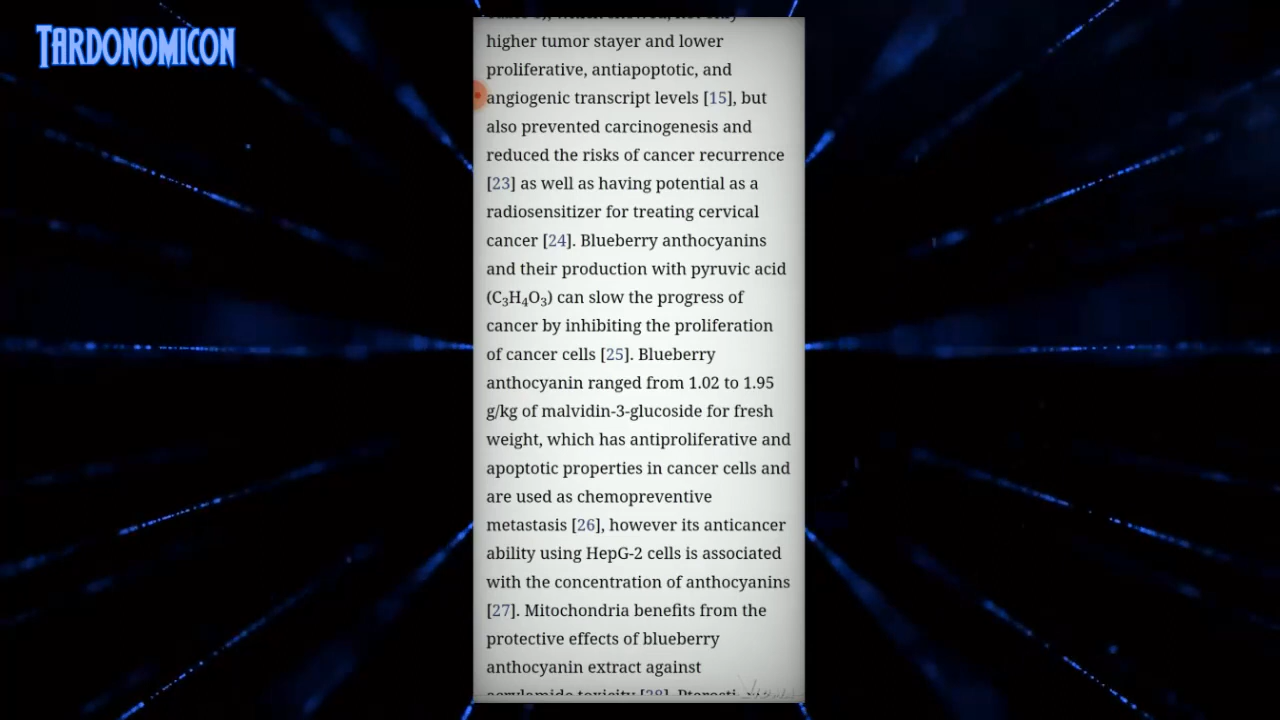 TARDONOMICON
higher tumor stayer and lower
proliferative, antiapoptotic, and
angiogenic transcript levels [15], but
also prevented carcinogenesis and
reduced the risks of cancer recurrence
[23] as well as having potential as a
radiosensitizer for treating cervical
cancer [24]. Blueberry anthocyanins
and their production with pyruvic acid
(C₃H₄O₃) can slow the progress of
cancer by inhibiting the proliferation
of cancer cells [25]. Blueberry
anthocyanin ranged from 1.02 to 1.95
g/kg of malvidin-3-glucoside for fresh
weight, which has antiproliferative and
apoptotic properties in cancer cells and
are used as chemopreventive
metastasis [26], however its anticancer
ability using HepG-2 cells is associated
with the concentration of anthocyanins
[27]. Mitochondria benefits from the
protective effects of blueberry
anthocyanin extract against
acrylamide toxicity [28].